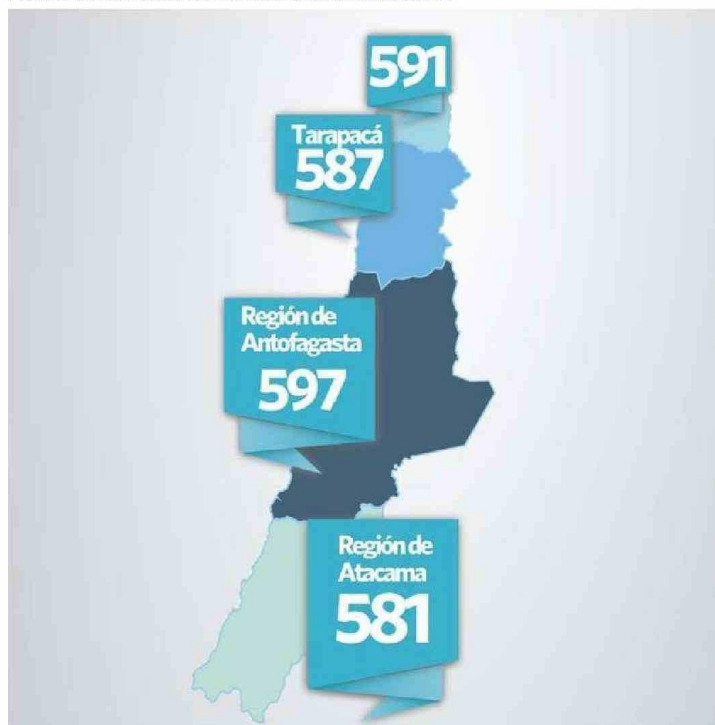 591
Tarapacá
587
Región de
Antofagasta
597
Región de
Atacama
581